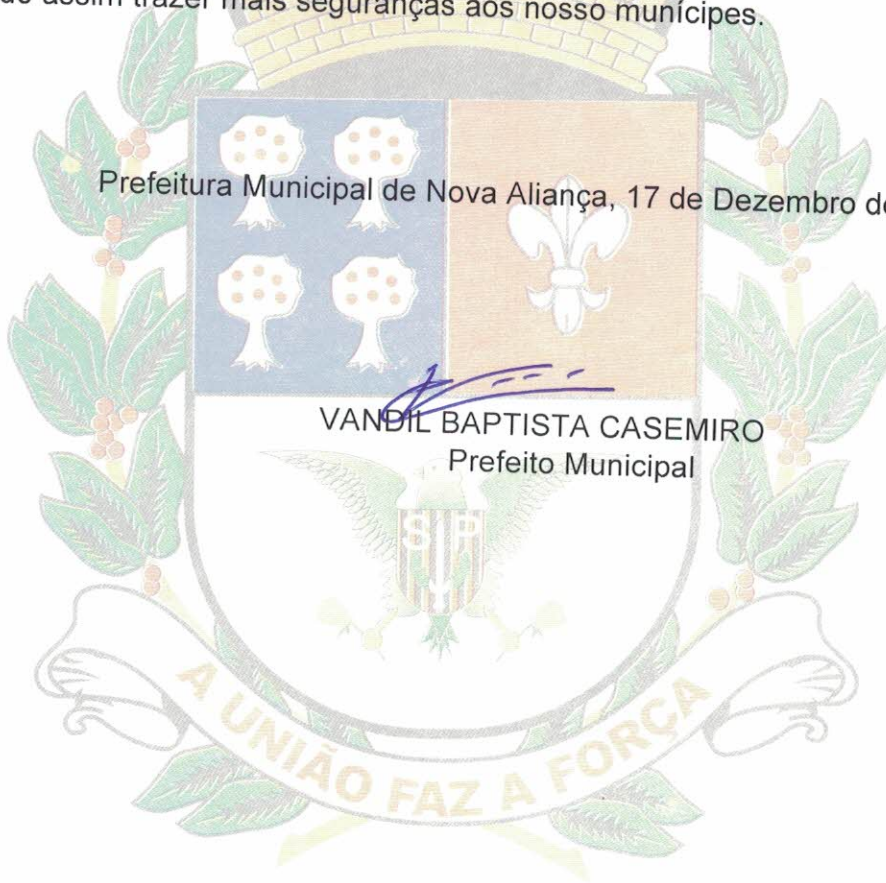 assim trazer mais seguranças aos nosso munícipes.
Prefeitura Municipal de Nova Aliança, 17 de Dezembro de
VANDIL BAPTISTA CASEMIRO
Prefeito Municipal
SP
A UNIÃO FAZ A FORÇA